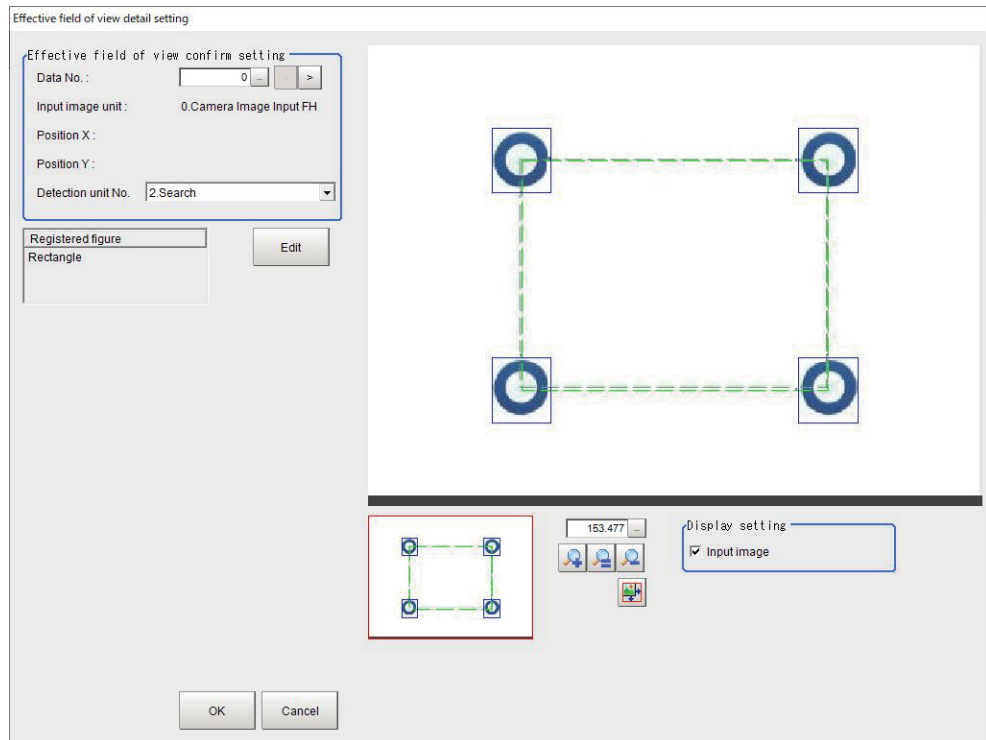 Effective field of view detail setting
Effective field of view confirm setting
Data No. : 0 ... >
Input image unit : 0.Camera Image Input FH
Position X :
Position Y :
Detection unit No. 2.Search
Registered figure
Rectangle
Edit
153.477 ...
Display setting
Input image
OK Cancel